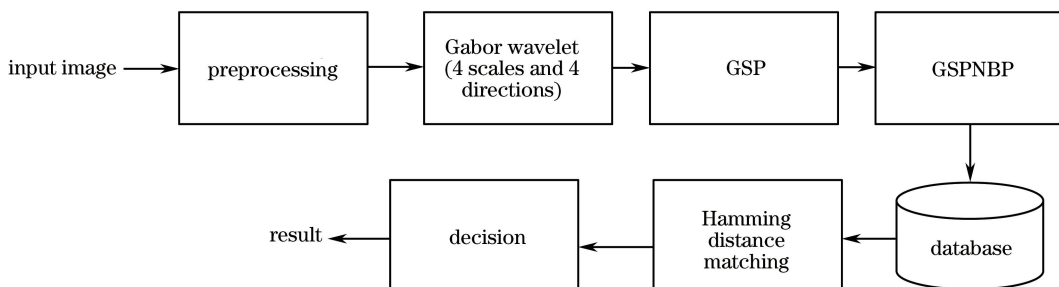 input image
preprocessing
Gabor wavelet
(4 scales and 4
directions)
GSP
GSPNBP
result
decision
Hamming
distance
matching
database